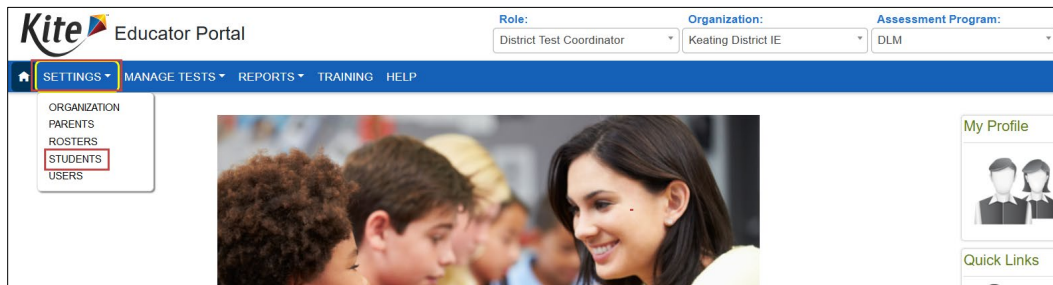 Kite Educator Portal
Role:
District Test Coordinator
Organization:
Keating District IE
Assessment Program:
DLM
SETTINGS MANAGE TESTS REPORTS TRAINING HELP
ORGANIZATION
PARENTS
ROSTERS
STUDENTS
USERS
My Profile
Quick Links